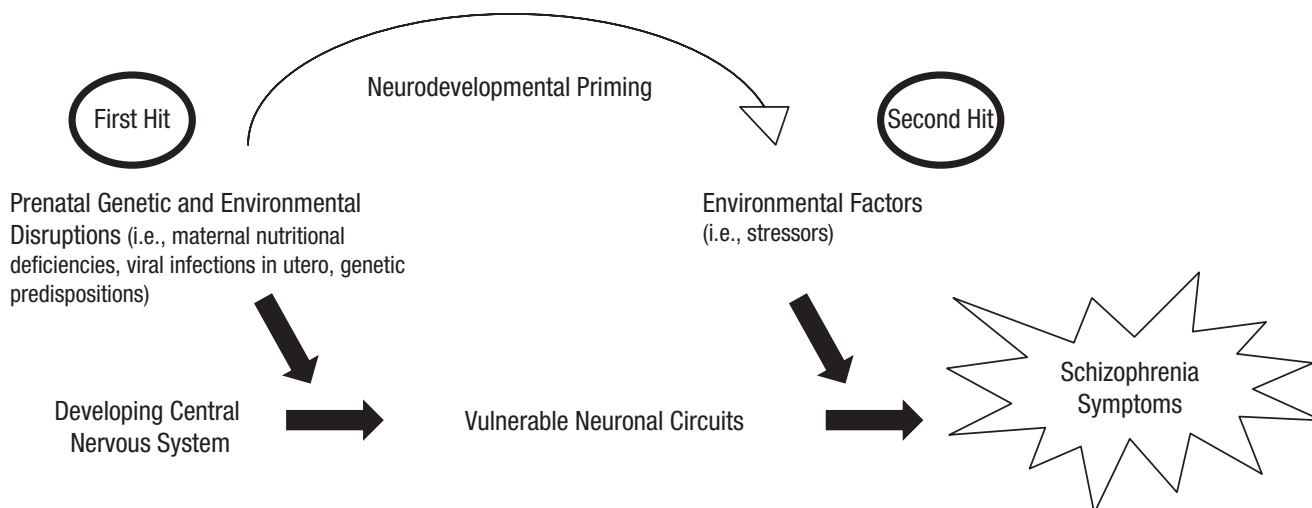 Neurodevelopmental Priming
First Hit
Second Hit
Prenatal Genetic and Environmental
Disruptions (i.e., maternal nutritional
deficiencies, viral infections in utero, genetic
predispositions)
Environmental Factors
(i.e., stressors)
Developing Central
Nervous System
Vulnerable Neuronal Circuits
Schizophrenia
Symptoms